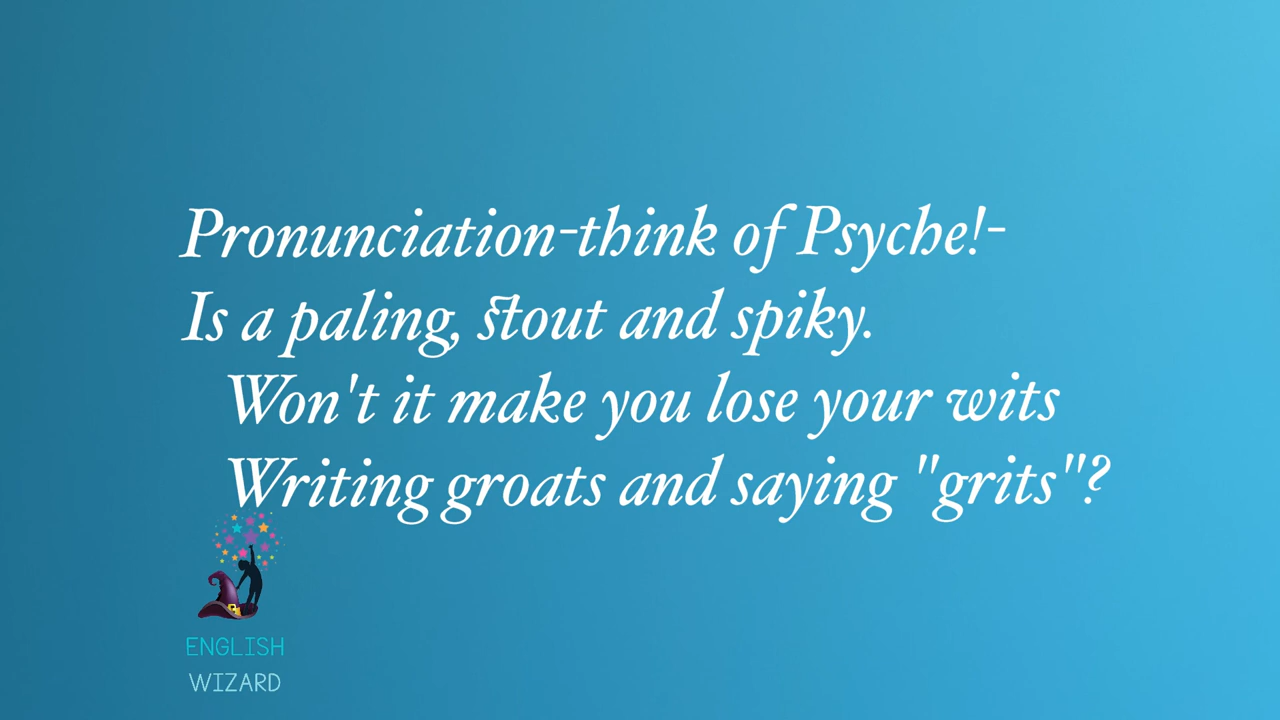 Pronunciation-think of Psyche!-
Is a paling, stout and spiky.
Won't it make you lose your wits
Writing groats and saying "grits"?
ENGLISH
WIZARD